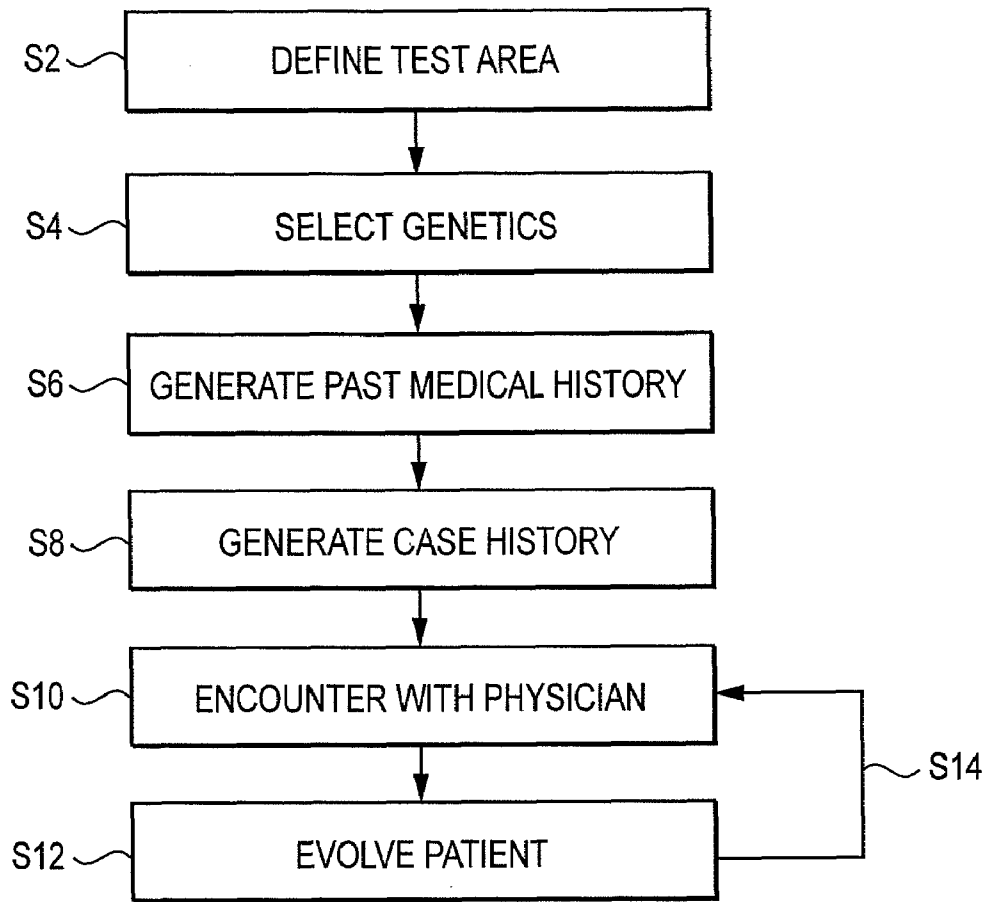 S2 DEFINE TEST AREA
S4 SELECT GENETICS
S6 GENERATE PAST MEDICAL HISTORY
S8 GENERATE CASE HISTORY
S10 ENCOUNTER WITH PHYSICIAN
S14
S12 EVOLVE PATIENT